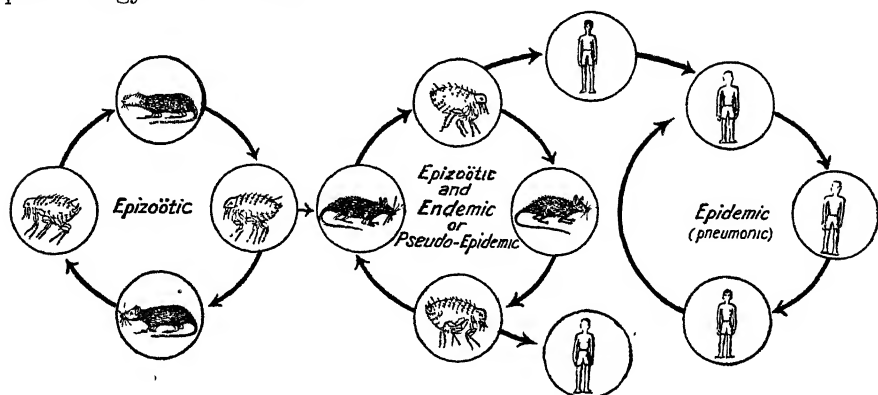 Epizoötic
Epizoötic
and
Endemic
or
Pseudo-Epidemic
Epidemic
(pneumonic)